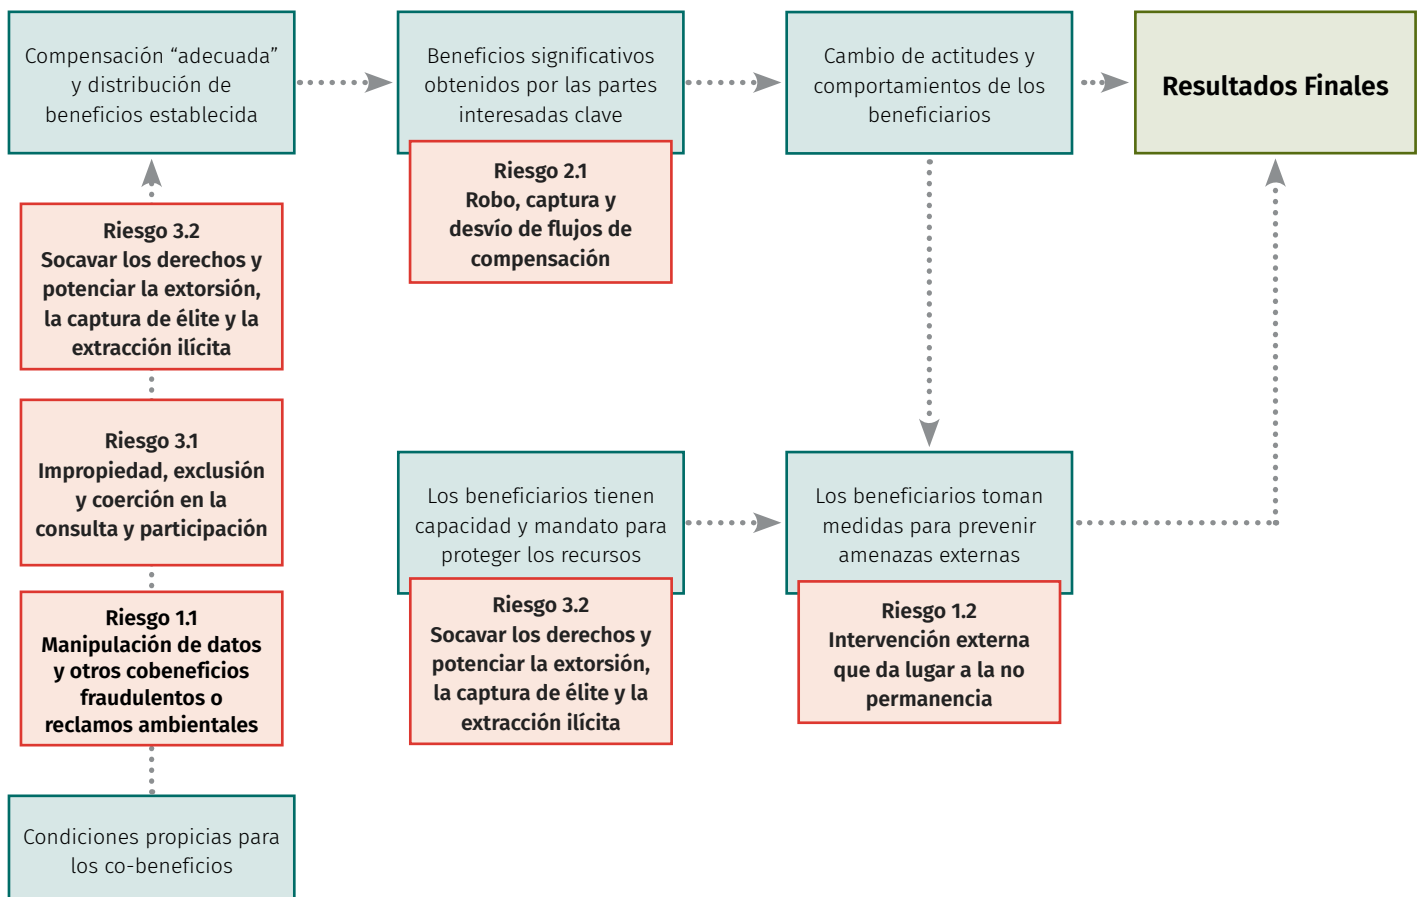 Compensación “adecuada”
y distribución de
beneficios establecida
Beneficios significativos
obtenidos por las partes
interesadas clave
Cambio de actitudes y
comportamientos de los
beneficiarios
Resultados Finales
Riesgo 2.1
Robo, captura y
desvío de flujos de
compensación
Riesgo 3.2
Socavar los derechos y
potenciar la extorsión,
la captura de élite y la
extracción ilícita
Riesgo 3.1
Impropiedad, exclusión
y coerción en la
consulta y participación
Riesgo 1.1
Manipulación de datos
y otros cobeneficios
fraudulentos o
reclamos ambientales
Condiciones propicias para
los co-beneficios
Los beneficiarios tienen
capacidad y mandato para
proteger los recursos
Riesgo 3.2
Socavar los derechos y
potenciar la extorsión,
la captura de élite y la
extracción ilícita
Los beneficiarios toman
medidas para prevenir
amenazas externas
Riesgo 1.2
Intervención externa
que da lugar a la no
permanencia